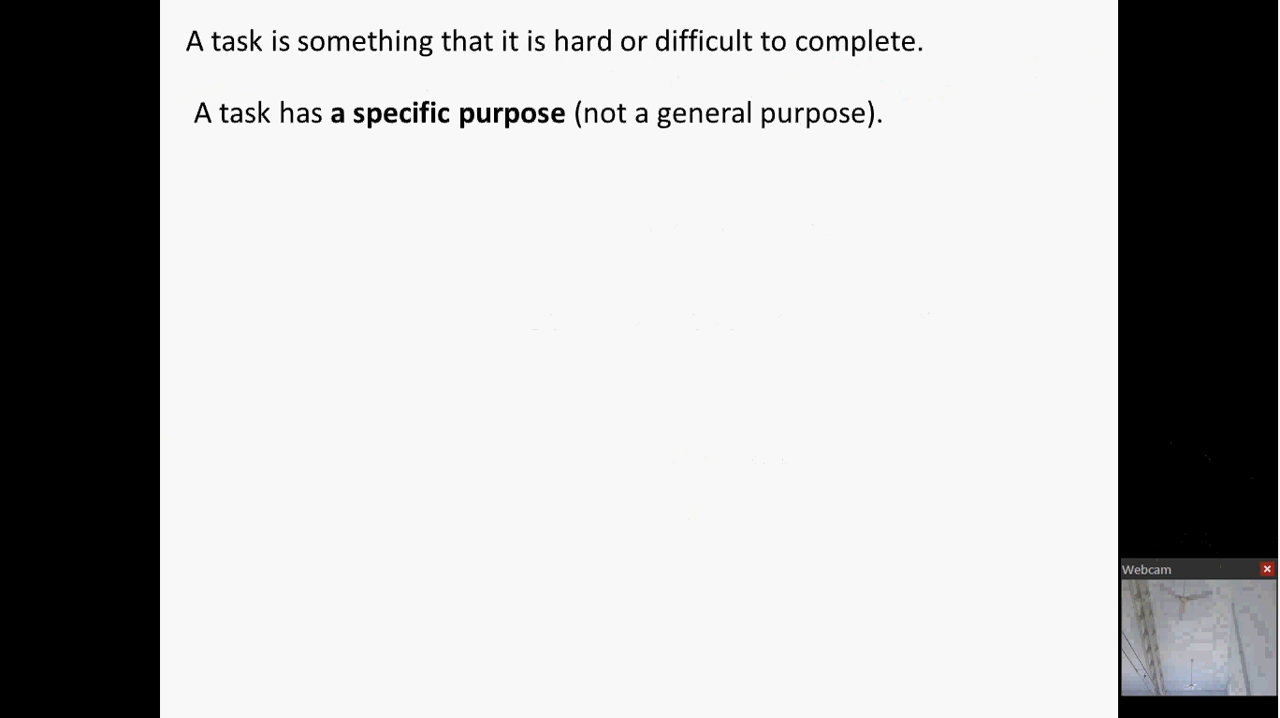 A task is something that it is hard or difficult to complete.
A task has a specific purpose (not a general purpose).
Webcam